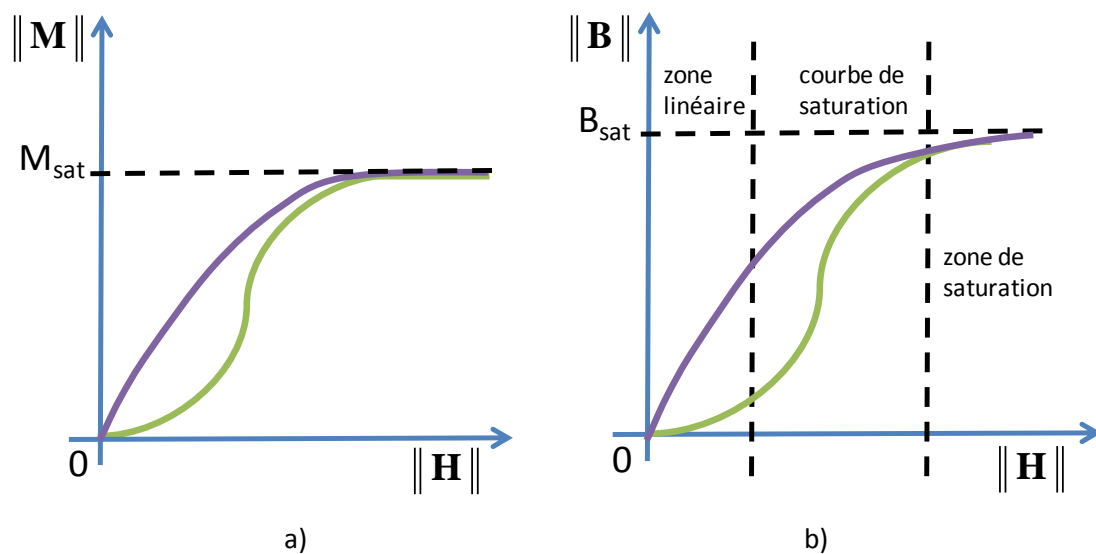 ‖M‖
M_sat
0
‖H‖
a)
‖B‖
zone
linéaire
courbe de
saturation
B_sat
zone de
saturation
0
‖H‖
b)